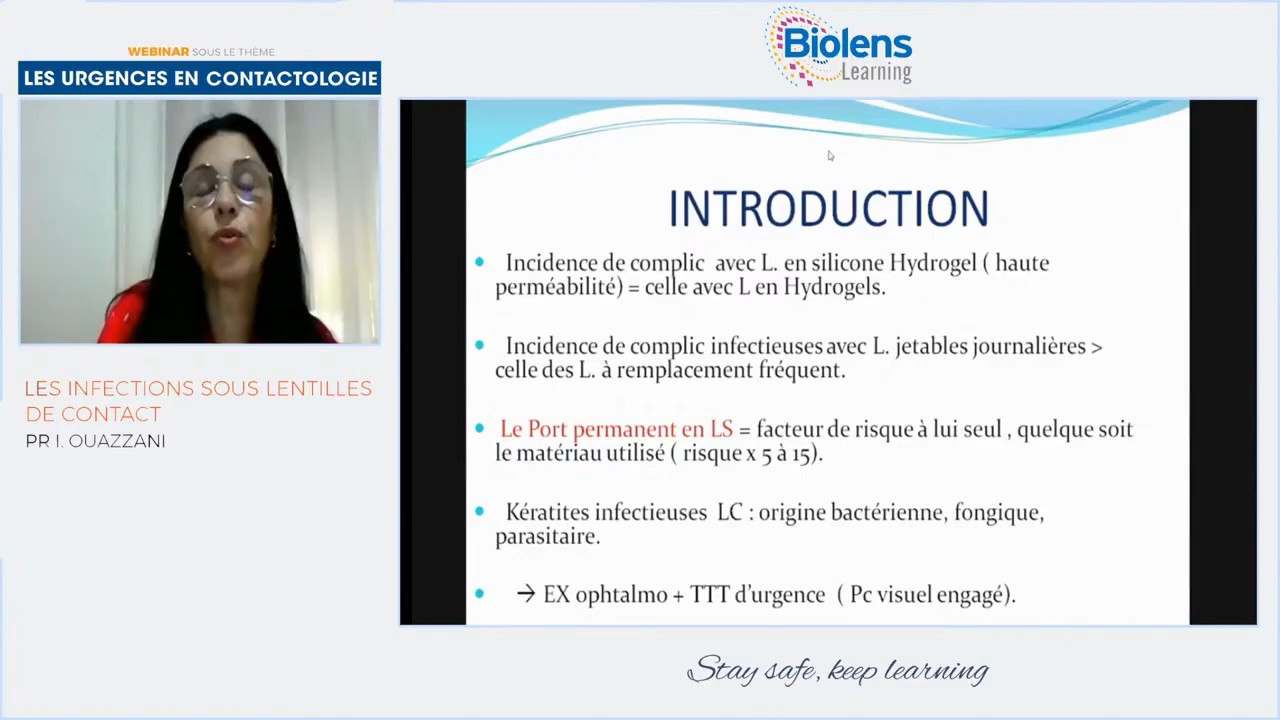 WEBINAR SOUS LE THÈME
LES URGENCES EN CONTACTOLOGIE
LES INFECTIONS SOUS LENTILLES
DE CONTACT
PR I. OUAZZANI
Biolens
Learning
INTRODUCTION
• Incidence de complic avec L. en silicone Hydrogel ( haute
perméabilité) = celle avec L en Hydrogels.
• Incidence de complic infectieuses avec L. jetables journalières >
celle des L. à remplacement fréquent.
• Le Port permanent en LS = facteur de risque à lui seul , quelque soit
le matériau utilisé ( risque x 5 à 15).
• Kératites infectieuses LC : origine bactérienne, fongique,
parasitaire.
• → EX ophtalmo + TTT d’urgence ( Pc visuel engagé).
Stay safe, keep learning